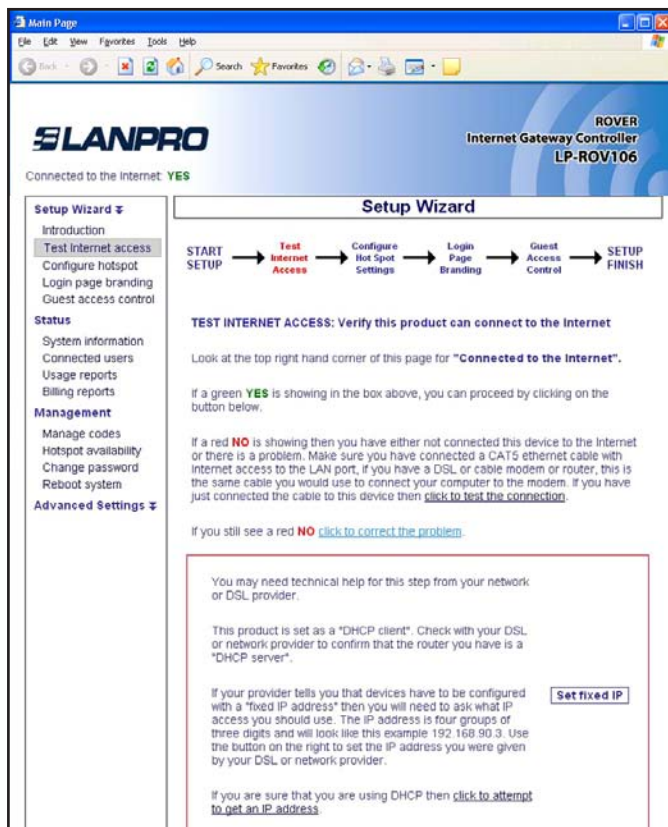 Main Page
File Edit View Favorites Tools Help
Back Search Favorites
LANPRO
ROVER
Internet Gateway Controller
LP-ROV106
Connected to the Internet: YES
Setup Wizard
Introduction
Test Internet access
Configure hotspot
Login page branding
Guest access control
Status
System information
Connected users
Usage reports
Billing reports
Management
Manage codes
Hotspot availability
Change password
Reboot system
Advanced Settings
Setup Wizard
START
SETUP
Test
Internet
Access
Configure
Hot Spot
Settings
Login
Page
Branding
Guest
Access
Control
SETUP
FINISH
TEST INTERNET ACCESS: Verify this product can connect to the Internet
Look at the top right hand corner of this page for "Connected to the Internet".
If a green YES is showing in the box above, you can proceed by clicking on the
button below.
If a red NO is showing then you have either not connected this device to the Internet
or there is a problem. Make sure you have connected a CAT5 ethernet cable with
Internet access to the LAN port, if you have a DSL or cable modem or router, this is
the same cable you would use to connect your computer to the modem. If you have
just connected the cable to this device then click to test the connection.
If you still see a red NO click to correct the problem.
You may need technical help for this step from your network
or DSL provider.
This product is set as a "DHCP client". Check with your DSL
or network provider to confirm that the router you have is a
"DHCP server".
If your provider tells you that devices have to be configured
with a "fixed IP address" then you will need to ask what IP
access you should use. The IP address is four groups of
three digits and will look like this example 192.168.90.3. Use
the button on the right to set the IP address you were given
by your DSL or network provider.
Set fixed IP
If you are sure that you are using DHCP then click to attempt
to get an IP address.